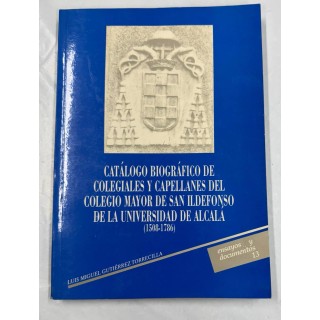 CATÁLOGO BIOGRÁFICO DE
COLEGIALES Y CAPELLANES DEL
COLEGIO MAYOR DE SAN ILDEFONSO
DE LA UNIVERSIDAD DE ALCALÁ
(1508-1786)
ensayos y
documentos
13
LUIS MIGUEL GUTIÉRREZ TORRECILLA